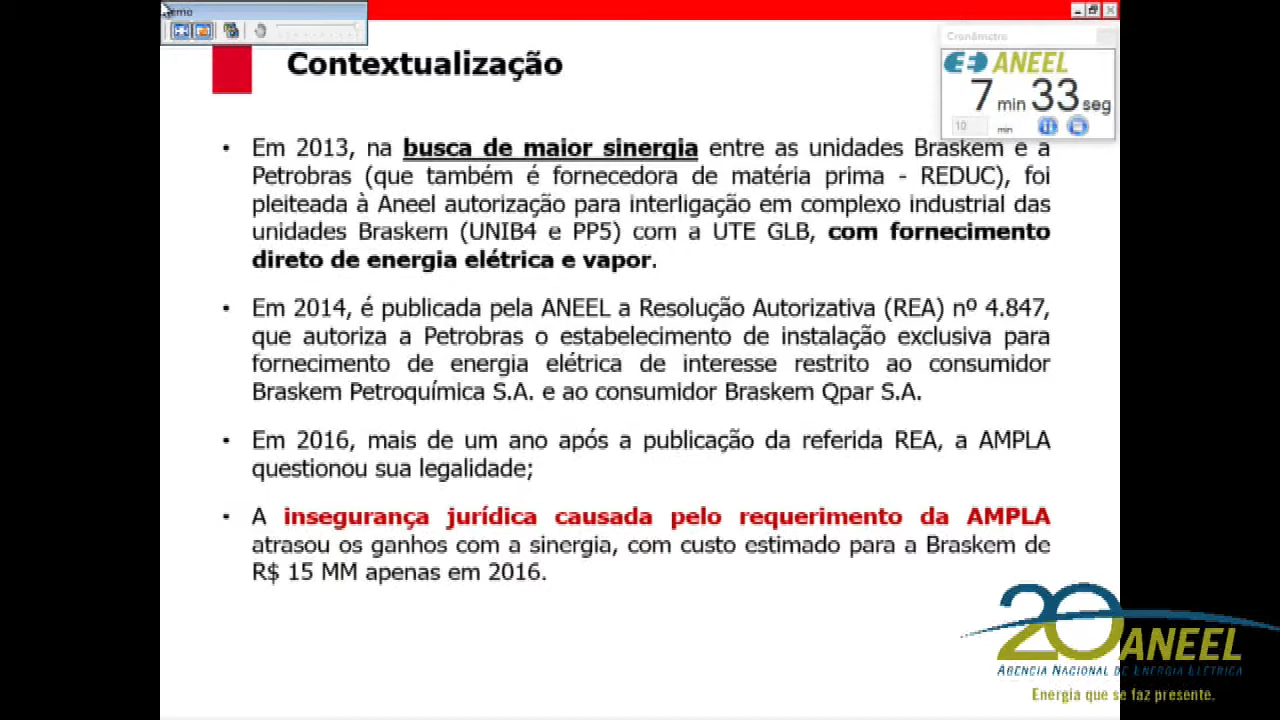 emo
Contextualização
Cronômetro
ANEEL
7 min 33 seg
10 min
• Em 2013, na busca de maior sinergia entre as unidades Braskem e a
Petrobras (que também é fornecedora de matéria prima - REDUC), foi
pleiteada à Aneel autorização para interligação em complexo industrial das
unidades Braskem (UNIB4 e PP5) com a UTE GLB, com fornecimento
direto de energia elétrica e vapor.
• Em 2014, é publicada pela ANEEL a Resolução Autorizativa (REA) nº 4.847,
que autoriza a Petrobras o estabelecimento de instalação exclusiva para
fornecimento de energia elétrica de interesse restrito ao consumidor
Braskem Petroquímica S.A. e ao consumidor Braskem Qpar S.A.
• Em 2016, mais de um ano após a publicação da referida REA, a AMPLA
questionou sua legalidade;
• A insegurança jurídica causada pelo requerimento da AMPLA
atrasou os ganhos com a sinergia, com custo estimado para a Braskem de
R$ 15 MM apenas em 2016.
20 ANEEL
AGÊNCIA NACIONAL DE ENERGIA ELÉTRICA
Energia que se faz presente.